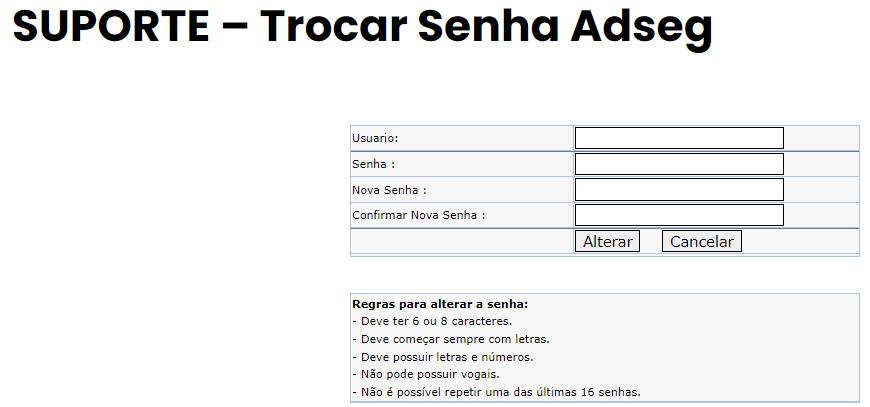 SUPORTE – Trocar Senha Adseg
Usuario:
Senha :
Nova Senha :
Confirmar Nova Senha :
Alterar Cancelar
Regras para alterar a senha:
- Deve ter 6 ou 8 caracteres.
- Deve começar sempre com letras.
- Deve possuir letras e números.
- Não pode possuir vogais.
- Não é possível repetir uma das últimas 16 senhas.